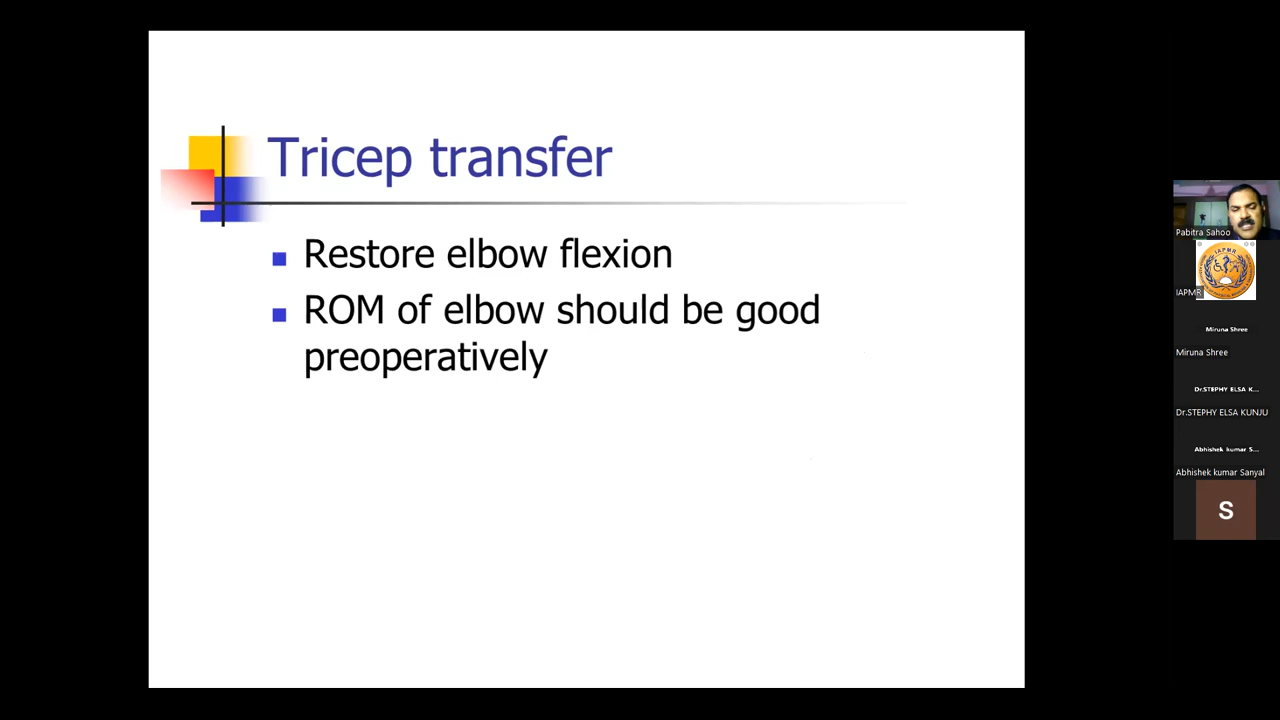 Tricep transfer
Restore elbow flexion
ROM of elbow should be good
preoperatively
Pabitra Sahoo
IAPMR
IAPMR
Miruna Shree
Miruna Shree
Dr.STEPHY ELSA K...
Dr.STEPHY ELSA KUNJU
Abhishek kumar S...
Abhishek kumar Sanyal
S